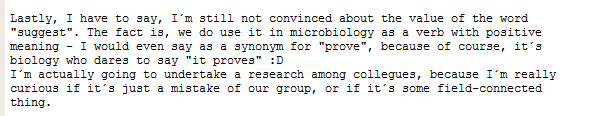 Lastly, I have to say, I´m still not convinced about the value of the word
"suggest". The fact is, we do use it in microbiology as a verb with positive
meaning - I would even say as a synonym for "prove", because of course, it´s
biology who dares to say "it proves" :D
I´m actually going to undertake a research among collegues, because I´m really
curious if it´s just a mistake of our group, or if it´s some field-connected
thing.